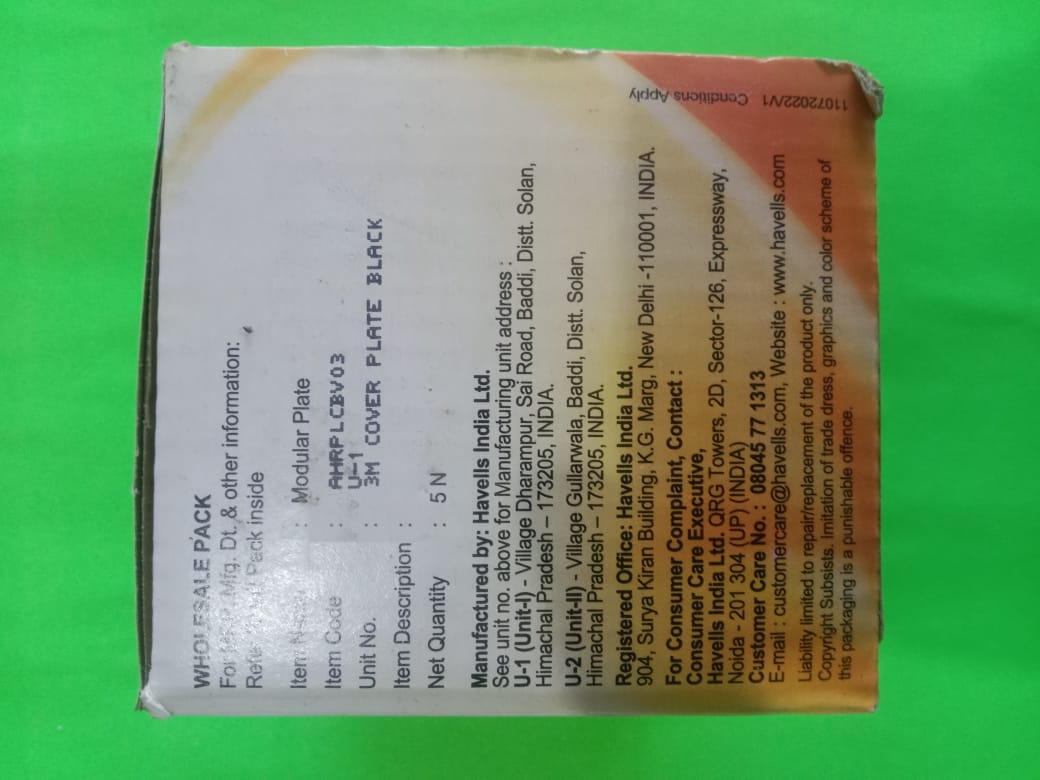 WHOLESALE PACK
For Mfg. Dt. & other information:
Pack inside
Item : Modular Plate
Item Code : AHRPLCBV03
Unit No. : U-1
Item Description : 3M COVER PLATE BLACK
Net Quantity : 5 N
Manufactured by: Havells India Ltd.
See unit no. above for Manufacturing unit address :
U-1 (Unit-I) - Village Dharampur, Sai Road, Baddi, Distt. Solan,
Himachal Pradesh – 173205, INDIA.
U-2 (Unit-II) - Village Gullarwala, Baddi, Distt. Solan,
Himachal Pradesh – 173205, INDIA.
Registered Office: Havells India Ltd.
904, Surya Kiran Building, K.G. Marg, New Delhi -110001, INDIA.
For Consumer Complaint, Contact :
Consumer Care Executive,
Havells India Ltd. QRG Towers, 2D, Sector-126, Expressway,
Noida - 201 304 (UP) (INDIA)
Customer Care No. : 08045 77 1313
E-mail : customercare@havells.com, Website : www.havells.com
Liability limited to repair/replacement of the product only.
Copyright Subsists. Imitation of trade dress, graphics and color scheme of
this packaging is a punishable offence.
Conditions Apply
11072022/V1